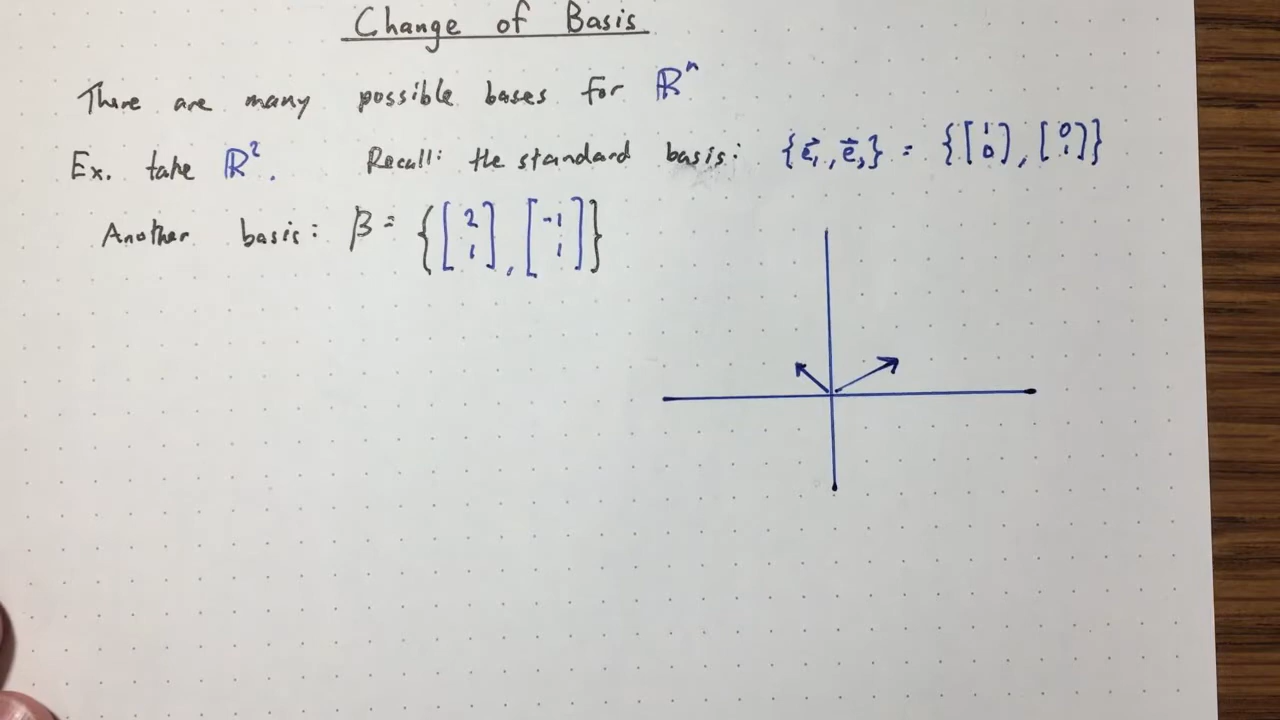 Change of Basis
There are many possible bases for ℝⁿ
Ex. take ℝ². Recall: the standard basis: {e⃗₁, e⃗₂} = {[1 0], [0 1]}
Another basis: β = {[2 1], [-1 1]}